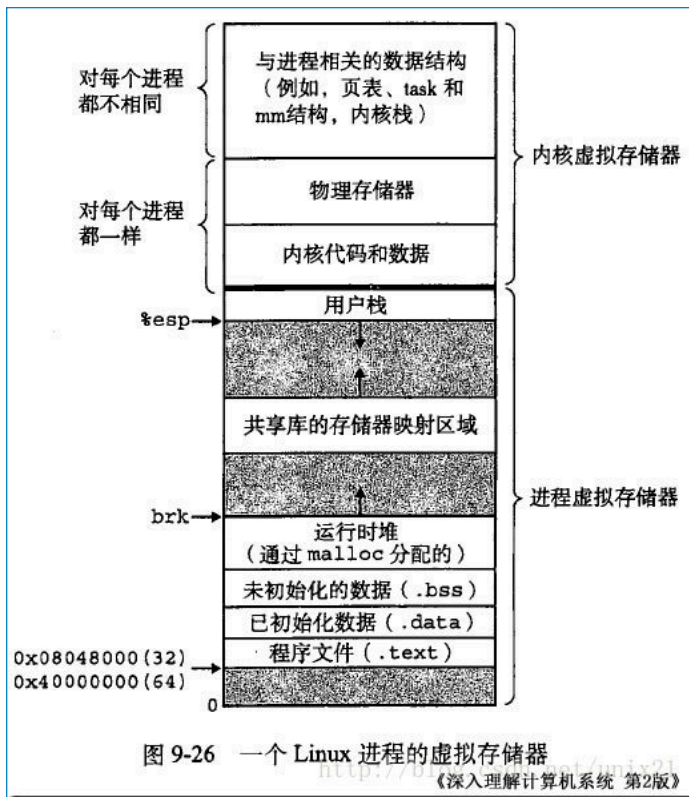 与进程相关的数据结构
（例如，页表、task 和
mm结构，内核栈）
对每个进程
都不相同
物理存储器
内核代码和数据
对每个进程
都一样
内核虚拟存储器
用户栈
%esp
共享库的存储器映射区域
brk
运行时堆
（通过 malloc 分配的）
未初始化的数据（.bss）
已初始化数据（.data）
程序文件（.text）
0x08048000(32)
0x40000000(64)
0
进程虚拟存储器
图 9-26 一个 Linux 进程的虚拟存储器
http://blog.csdn.net/unix21
《深入理解计算机系统 第2版》